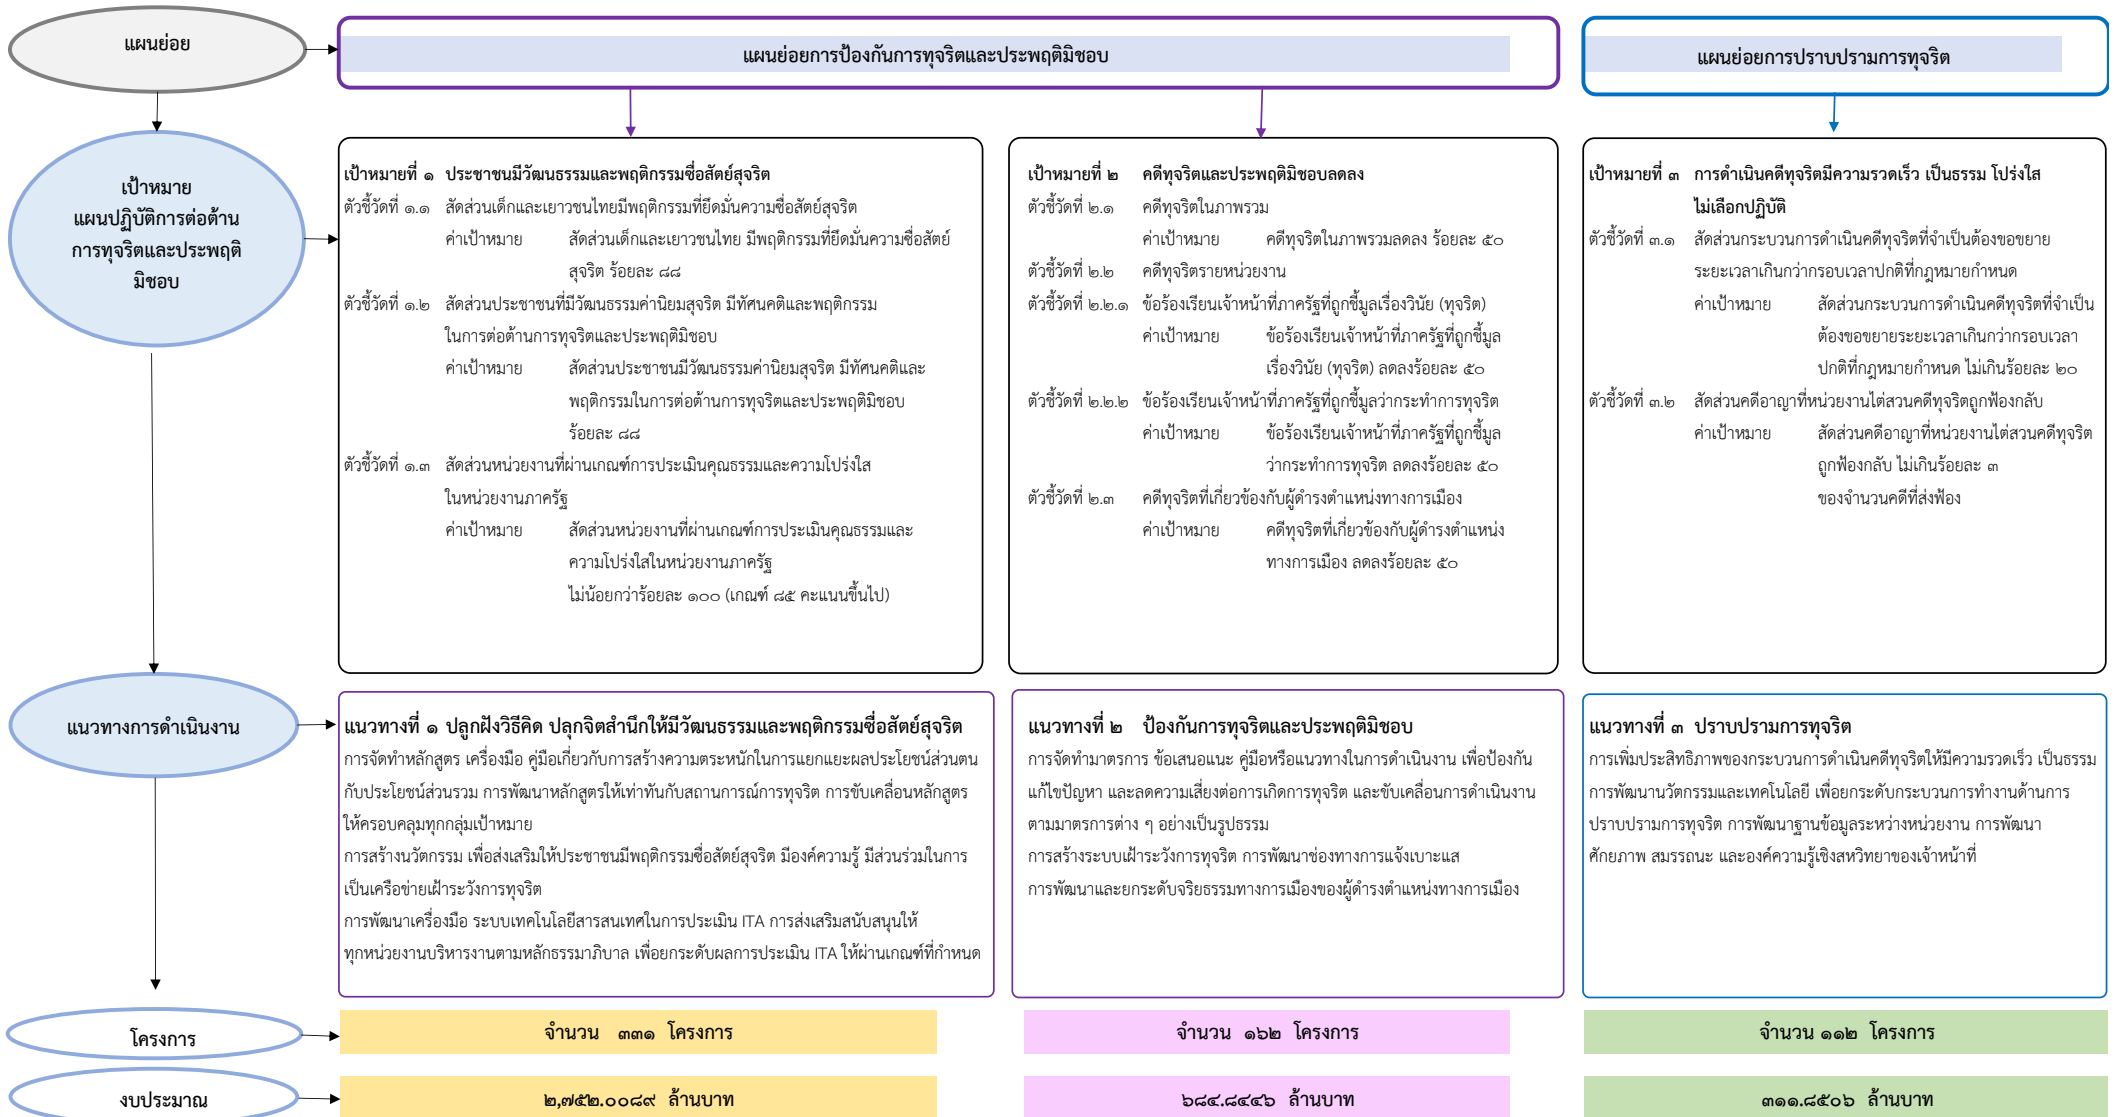 แผนย่อย
แผนย่อยการป้องกันการทุจริตและประพฤติมิชอบ
แผนย่อยการปราบปรามการทุจริต
เป้าหมาย
แผนปฏิบัติการต่อต้าน
การทุจริตและประพฤติ
มิชอบ
เป้าหมายที่ ๑ ประชาชนมีวัฒนธรรมและพฤติกรรมซื่อสัตย์สุจริต
ตัวชี้วัดที่ ๑.๑ สัดส่วนเด็กและเยาวชนไทยมีพฤติกรรมที่ยึดมั่นความซื่อสัตย์สุจริต
ค่าเป้าหมาย สัดส่วนเด็กและเยาวชนไทย มีพฤติกรรมที่ยึดมั่นความซื่อสัตย์
สุจริต ร้อยละ ๘๘
ตัวชี้วัดที่ ๑.๒ สัดส่วนประชาชนที่มีวัฒนธรรมค่านิยมสุจริต มีทัศนคติและพฤติกรรม
ในการต่อต้านการทุจริตและประพฤติมิชอบ
ค่าเป้าหมาย สัดส่วนประชาชนมีวัฒนธรรมค่านิยมสุจริต มีทัศนคติและ
พฤติกรรมในการต่อต้านการทุจริตและประพฤติมิชอบ
ร้อยละ ๘๘
ตัวชี้วัดที่ ๑.๓ สัดส่วนหน่วยงานที่ผ่านเกณฑ์การประเมินคุณธรรมและความโปร่งใส
ในหน่วยงานภาครัฐ
ค่าเป้าหมาย สัดส่วนหน่วยงานที่ผ่านเกณฑ์การประเมินคุณธรรมและ
ความโปร่งใสในหน่วยงานภาครัฐ
ไม่น้อยกว่าร้อยละ ๑๐๐ (เกณฑ์ ๘๕ คะแนนขึ้นไป)
เป้าหมายที่ ๒ คดีทุจริตและประพฤติมิชอบลดลง
ตัวชี้วัดที่ ๒.๑ คดีทุจริตในภาพรวม
ค่าเป้าหมาย คดีทุจริตในภาพรวมลดลง ร้อยละ ๕๐
ตัวชี้วัดที่ ๒.๒ คดีทุจริตรายหน่วยงาน
ตัวชี้วัดที่ ๒.๒.๑ ข้อร้องเรียนเจ้าหน้าที่ภาครัฐที่ถูกชี้มูลเรื่องวินัย (ทุจริต)
ค่าเป้าหมาย ข้อร้องเรียนเจ้าหน้าที่ภาครัฐที่ถูกชี้มูล
เรื่องวินัย (ทุจริต) ลดลงร้อยละ ๕๐
ตัวชี้วัดที่ ๒.๒.๒ ข้อร้องเรียนเจ้าหน้าที่ภาครัฐที่ถูกชี้มูลว่ากระทำการทุจริต
ค่าเป้าหมาย ข้อร้องเรียนเจ้าหน้าที่ภาครัฐที่ถูกชี้มูล
ว่ากระทำการทุจริต ลดลงร้อยละ ๕๐
ตัวชี้วัดที่ ๒.๓ คดีทุจริตที่เกี่ยวข้องกับผู้ดำรงตำแหน่งทางการเมือง
ค่าเป้าหมาย คดีทุจริตที่เกี่ยวข้องกับผู้ดำรงตำแหน่ง
ทางการเมือง ลดลงร้อยละ ๕๐
เป้าหมายที่ ๓ การดำเนินคดีทุจริตมีความรวดเร็ว เป็นธรรม โปร่งใส
ไม่เลือกปฏิบัติ
ตัวชี้วัดที่ ๓.๑ สัดส่วนกระบวนการดำเนินคดีทุจริตที่จำเป็นต้องขอขยาย
ระยะเวลาเกินกว่ากรอบเวลาปกติที่กฎหมายกำหนด
ค่าเป้าหมาย สัดส่วนกระบวนการดำเนินคดีทุจริตที่จำเป็น
ต้องขอขยายระยะเวลาเกินกว่ากรอบเวลา
ปกติที่กฎหมายกำหนด ไม่เกินร้อยละ ๒๐
ตัวชี้วัดที่ ๓.๒ สัดส่วนคดีอาญาที่หน่วยงานไต่สวนคดีทุจริตถูกฟ้องกลับ
ค่าเป้าหมาย สัดส่วนคดีอาญาที่หน่วยงานไต่สวนคดีทุจริต
ถูกฟ้องกลับ ไม่เกินร้อยละ ๓
ของจำนวนคดีที่ส่งฟ้อง
แนวทางการดำเนินงาน
แนวทางที่ ๑ ปลูกฝังวิธีคิด ปลุกจิตสำนึกให้มีวัฒนธรรมและพฤติกรรมซื่อสัตย์สุจริต
การจัดทำหลักสูตร เครื่องมือ คู่มือเกี่ยวกับการสร้างความตระหนักในการแยกแยะผลประโยชน์ส่วนตน
กับประโยชน์ส่วนรวม การพัฒนาหลักสูตรให้เท่าทันกับสถานการณ์การทุจริต การขับเคลื่อนหลักสูตร
ให้ครอบคลุมทุกกลุ่มเป้าหมาย
การสร้างนวัตกรรม เพื่อส่งเสริมให้ประชาชนมีพฤติกรรมซื่อสัตย์สุจริต มีองค์ความรู้ มีส่วนร่วมในการ
เป็นเครือข่ายเฝ้าระวังการทุจริต
การพัฒนาเครื่องมือ ระบบเทคโนโลยีสารสนเทศในการประเมิน ITA การส่งเสริมสนับสนุนให้
ทุกหน่วยงานบริหารงานตามหลักธรรมาภิบาล เพื่อยกระดับผลการประเมิน ITA ให้ผ่านเกณฑ์ที่กำหนด
แนวทางที่ ๒ ป้องกันการทุจริตและประพฤติมิชอบ
การจัดทำมาตรการ ข้อเสนอแนะ คู่มือหรือแนวทางในการดำเนินงาน เพื่อป้องกัน
แก้ไขปัญหา และลดความเสี่ยงต่อการเกิดการทุจริต และขับเคลื่อนการดำเนินงาน
ตามมาตรการต่าง ๆ อย่างเป็นรูปธรรม
การสร้างระบบเฝ้าระวังการทุจริต การพัฒนาช่องทางการแจ้งเบาะแส
การพัฒนาและยกระดับจริยธรรมทางการเมืองของผู้ดำรงตำแหน่งทางการเมือง
แนวทางที่ ๓ ปราบปรามการทุจริต
การเพิ่มประสิทธิภาพของกระบวนการดำเนินคดีทุจริตให้มีความรวดเร็ว เป็นธรรม
การพัฒนานวัตกรรมและเทคโนโลยี เพื่อยกระดับกระบวนการทำงานด้านการ
ปราบปรามการทุจริต การพัฒนาฐานข้อมูลระหว่างหน่วยงาน การพัฒนา
ศักยภาพ สมรรถนะ และองค์ความรู้เชิงสหวิทยาของเจ้าหน้าที่
โครงการ
จำนวน ๓๓๑ โครงการ
จำนวน ๑๖๒ โครงการ
จำนวน ๑๑๒ โครงการ
งบประมาณ
๒,๗๕๒.๐๐๘๙ ล้านบาท
๖๘๔.๘๔๔๖ ล้านบาท
๓๑๑.๘๕๐๖ ล้านบาท